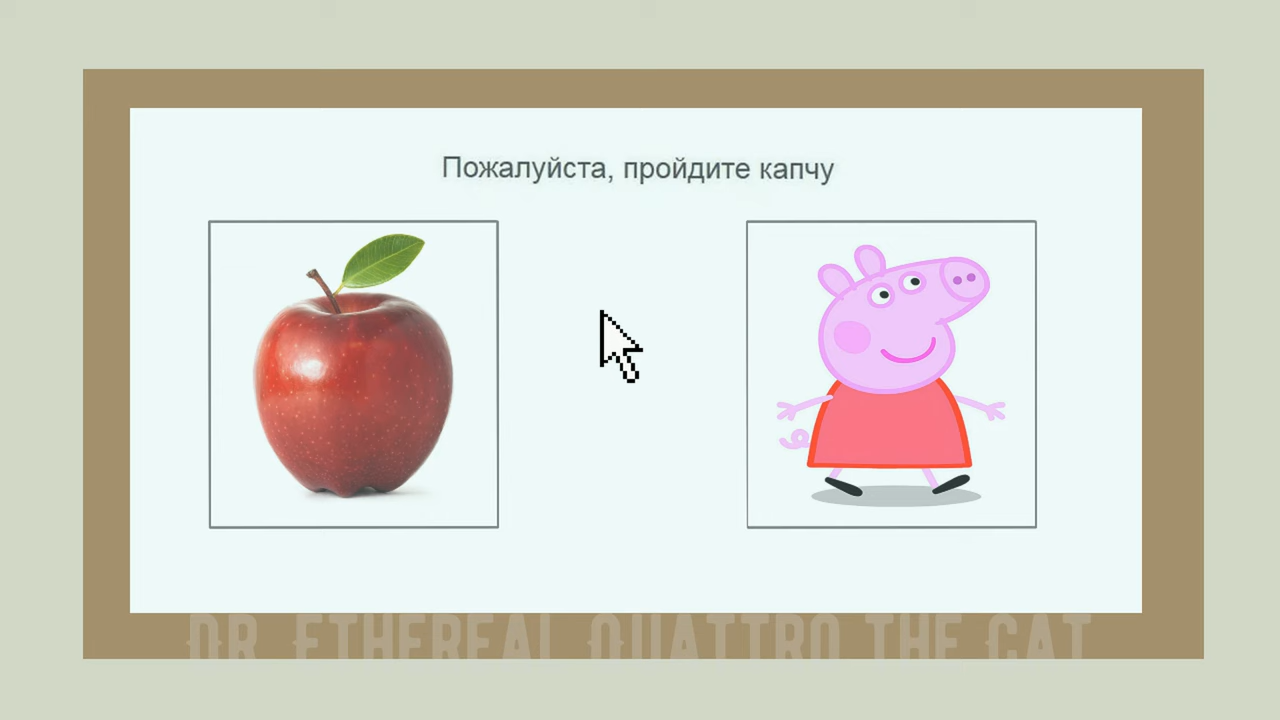 Пожалуйста, пройдите капчу
DR. ETHEREAL QUATTRO THE CAT